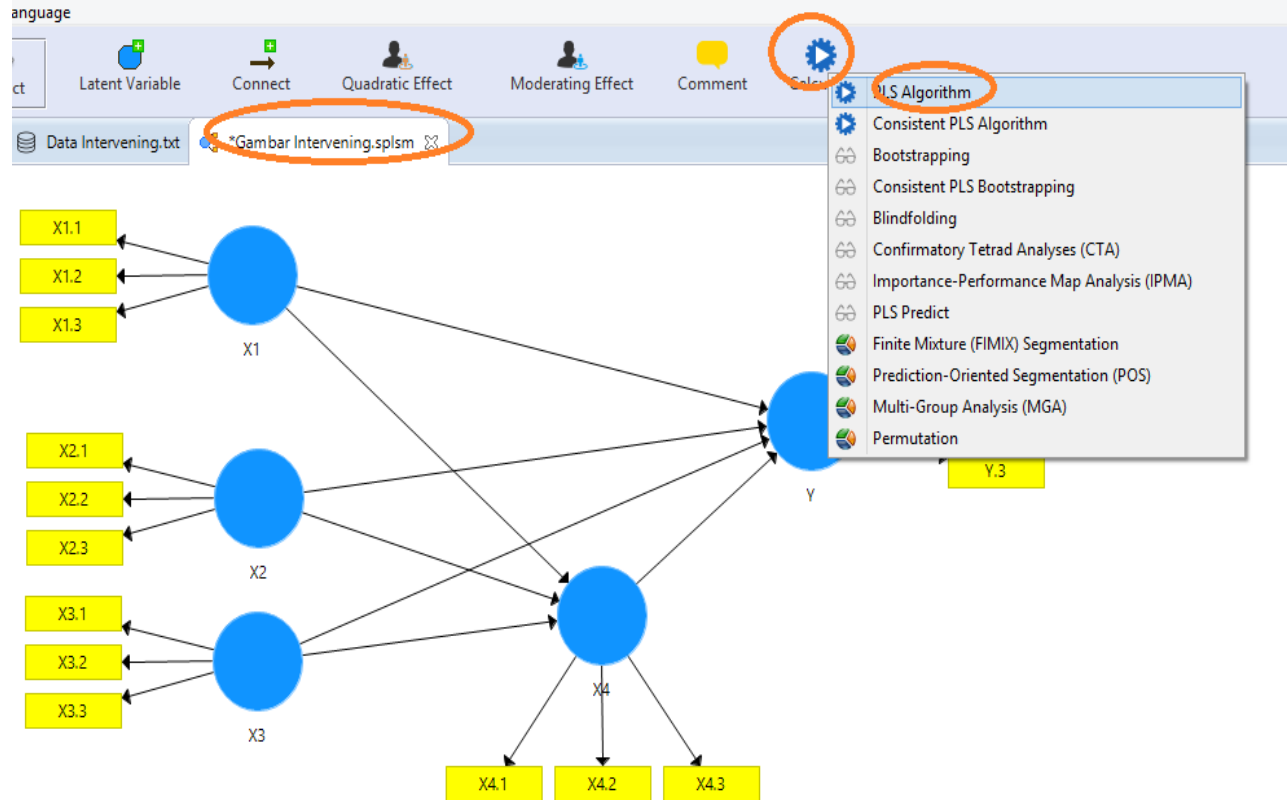 anguage
ct
Latent Variable
Connect
Quadratic Effect
Moderating Effect
Comment
Calcu
PLS Algorithm
Consistent PLS Algorithm
Bootstrapping
Consistent PLS Bootstrapping
Blindfolding
Confirmatory Tetrad Analyses (CTA)
Importance-Performance Map Analysis (IPMA)
PLS Predict
Finite Mixture (FIMIX) Segmentation
Prediction-Oriented Segmentation (POS)
Multi-Group Analysis (MGA)
Permutation
Data Intervening.txt
*Gambar Intervening.splsm
X1.1
X1.2
X1.3
X1
X2.1
X2.2
X2.3
X2
X3.1
X3.2
X3.3
X3
Y
Y.3
X4
X4.1
X4.2
X4.3